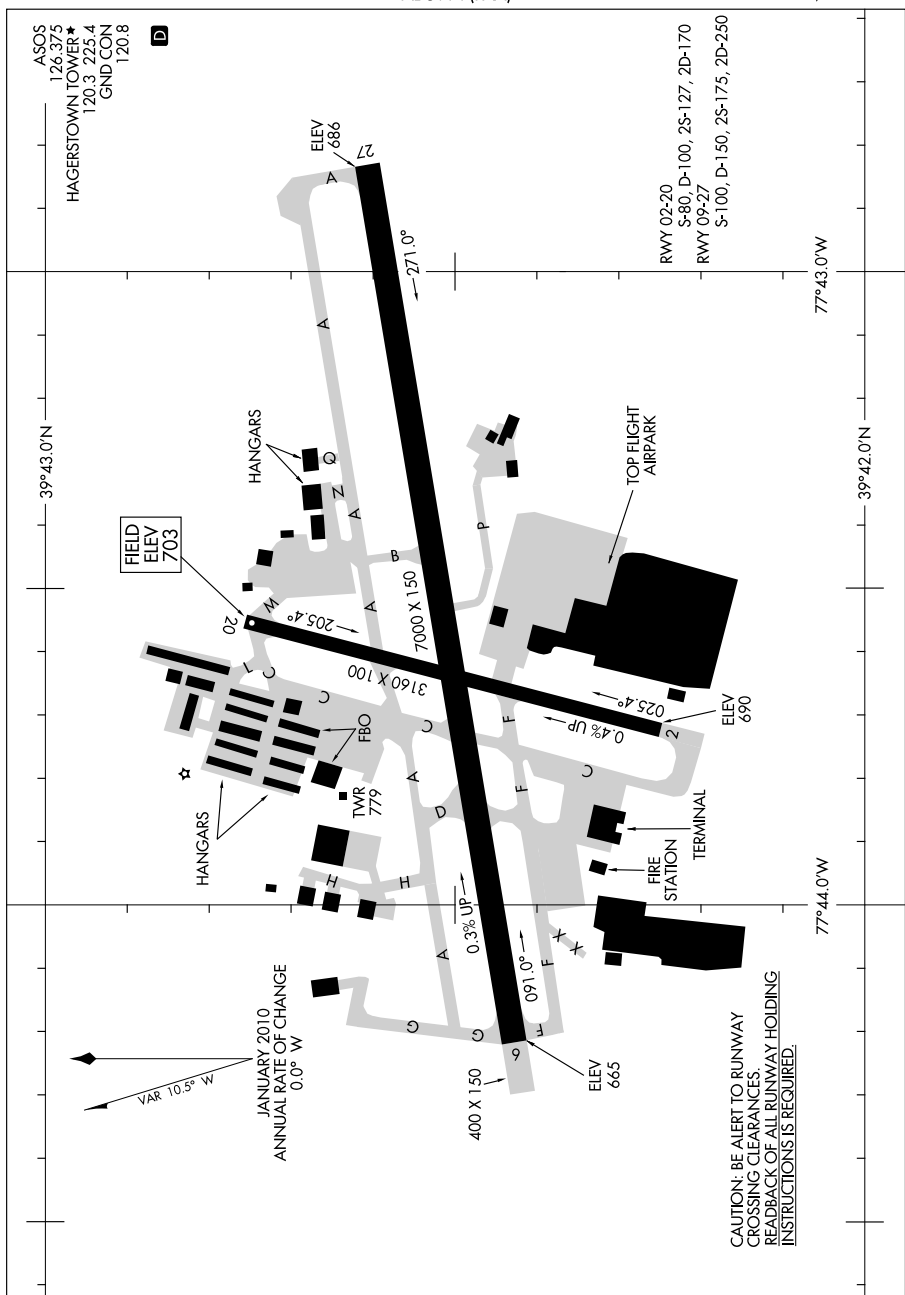 ASOS
126.375
HAGERSTOWN TOWER★
120.3 225.4
GND CON
120.8
D
39°43.0'N
HANGARS
FIELD
ELEV
703
ELEV
686
27
A
271.0°
A
Q
Z
A
B
A
P
20
M
205.4°
L
C
C
3160 X 100
7000 X 150
C
FBO
HANGARS
TWR
779
A
D
F
F
C
H
H
0.3% UP
A
G
G
9
400 X 150
ELEV
665
091.0°
F
F
X
X
025.4°
0.4% UP
2
ELEV
690
TOP FLIGHT
AIRPARK
TERMINAL
FIRE
STATION
RWY 02-20
S-80, D-100, 2S-127, 2D-170
RWY 09-27
S-100, D-150, 2S-175, 2D-250
77°43.0'W
39°42.0'N
77°44.0'W
VAR 10.5° W
JANUARY 2010
ANNUAL RATE OF CHANGE
0.0° W
CAUTION: BE ALERT TO RUNWAY
CROSSING CLEARANCES.
READBACK OF ALL RUNWAY HOLDING
INSTRUCTIONS IS REQUIRED.